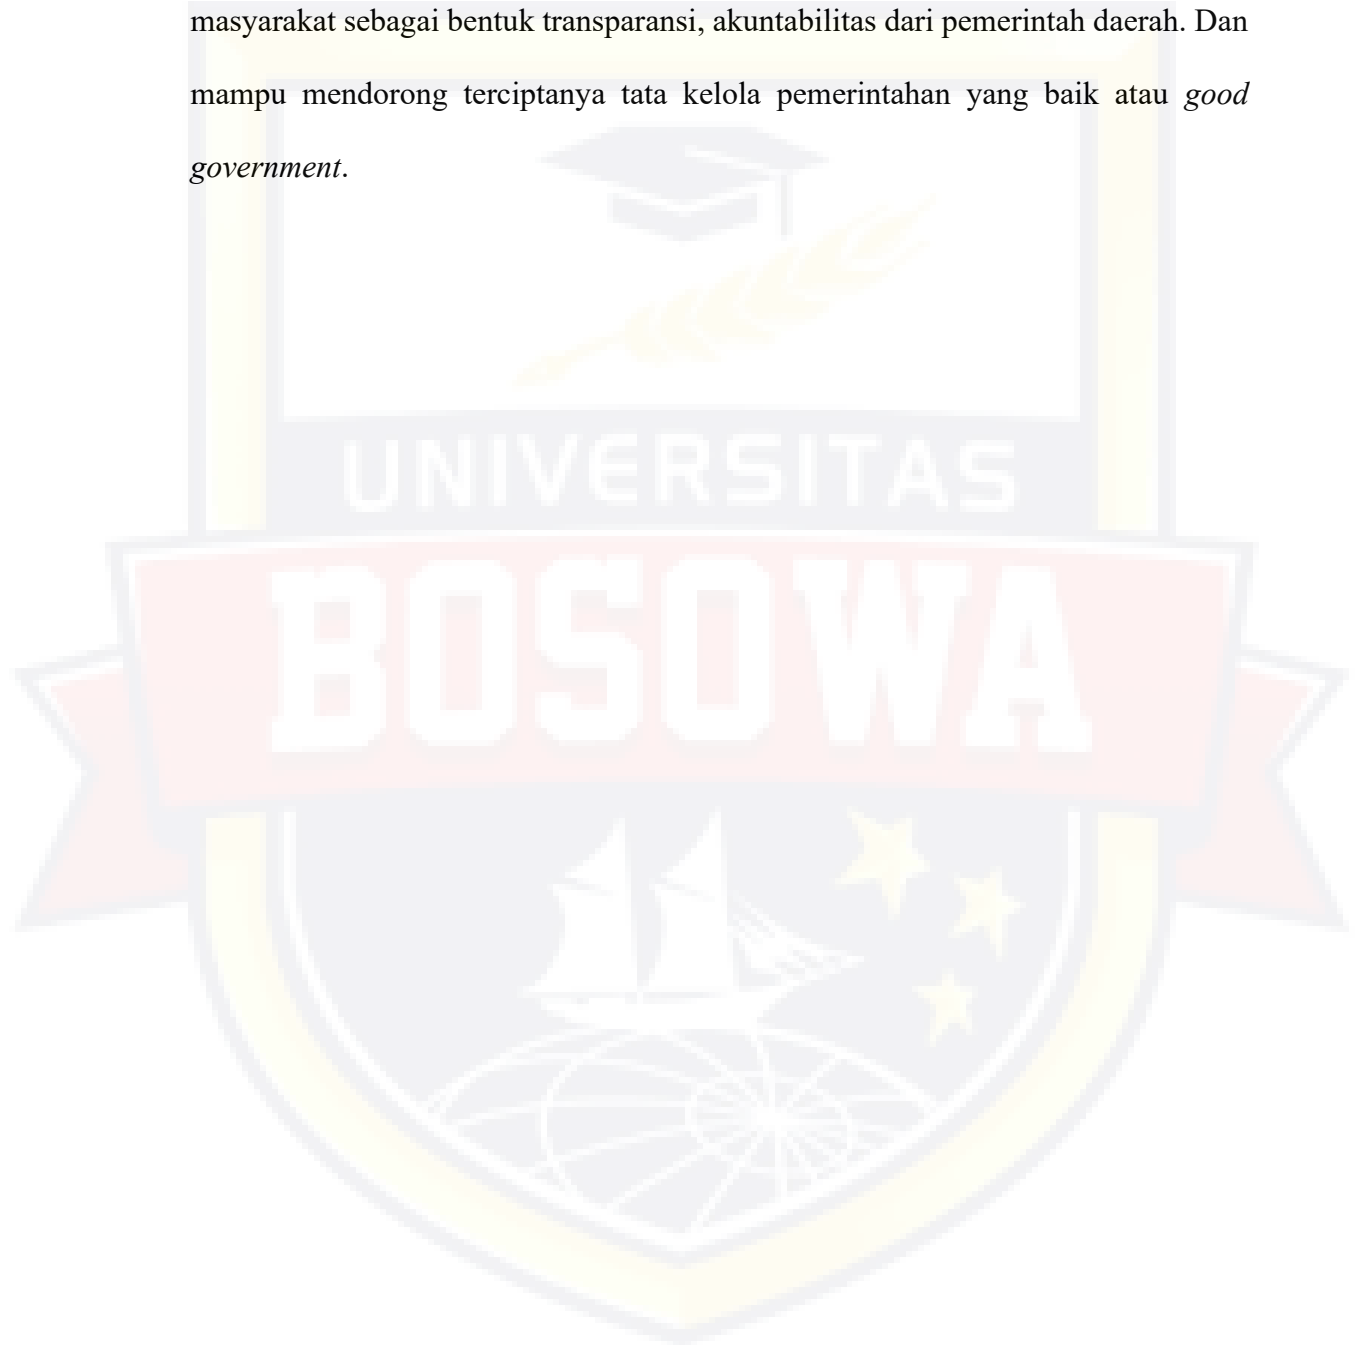 masyarakat sebagai bentuk transparansi, akuntabilitas dari pemerintah daerah. Dan
mampu mendorong terciptanya tata kelola pemerintahan yang baik atau good
government.
UNIVERSITAS
BOSOWA